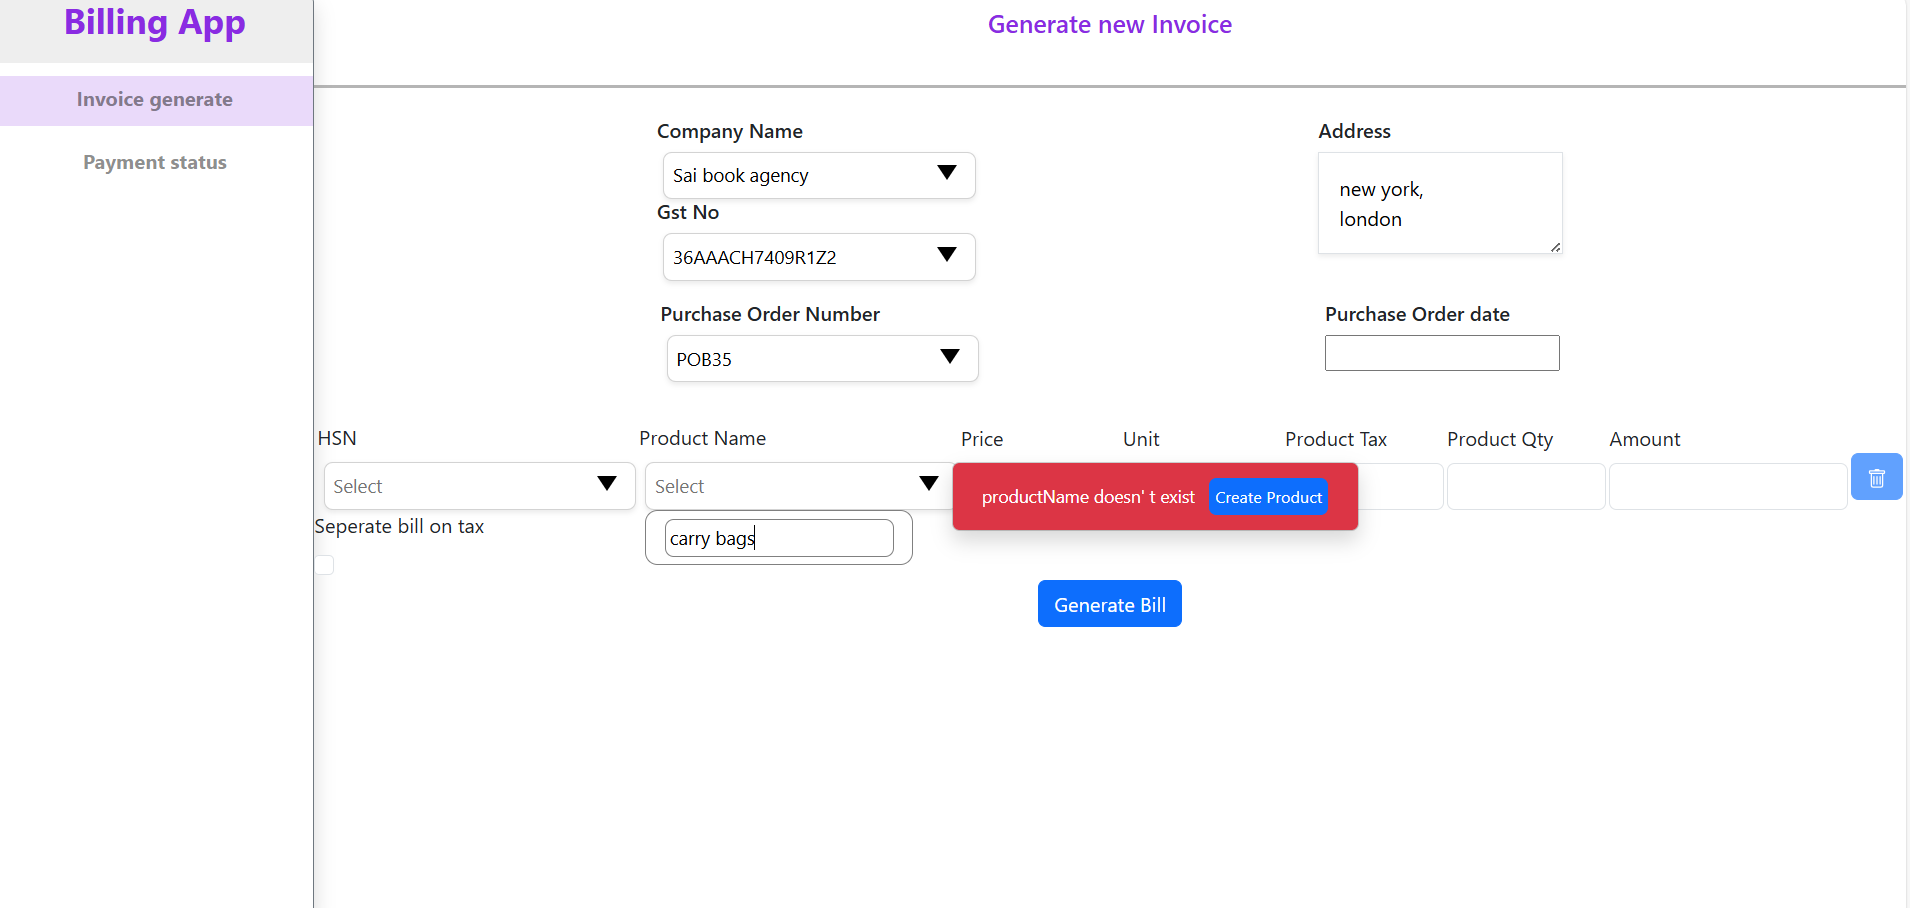 Billing App
Generate new Invoice
Invoice generate
Payment status
Company Name
Address
Sai book agency
new york,
london
Gst No
36AAACH7409R1Z2
Purchase Order Number
Purchase Order date
POB35
HSN
Product Name
Price
Unit
Product Tax
Product Qty
Amount
Select
Select
productName doesn' t exist
Create Product
Seperate bill on tax
carry bags
Generate Bill